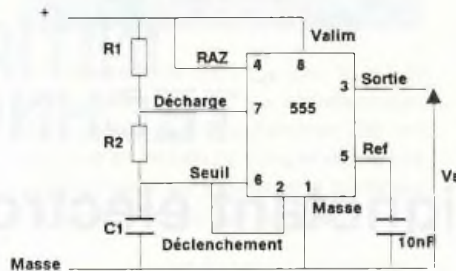 +
R1
RAZ
Valim
4
8
3
Sortie
Décharge
7
555
R2
5
Ref
Seuil
6
2
1
Masse
C1
Déclenchement
10nF
Masse